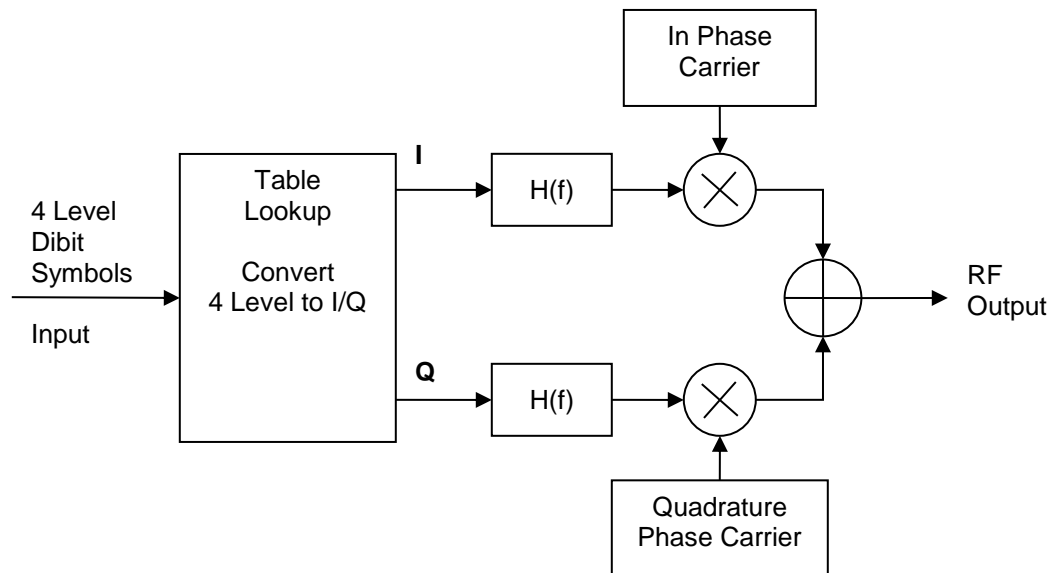 In Phase
Carrier
I
Table
Lookup
H(f)
4 Level
Dibit
Symbols
Convert
4 Level to I/Q
RF
Output
Input
Q
H(f)
Quadrature
Phase Carrier